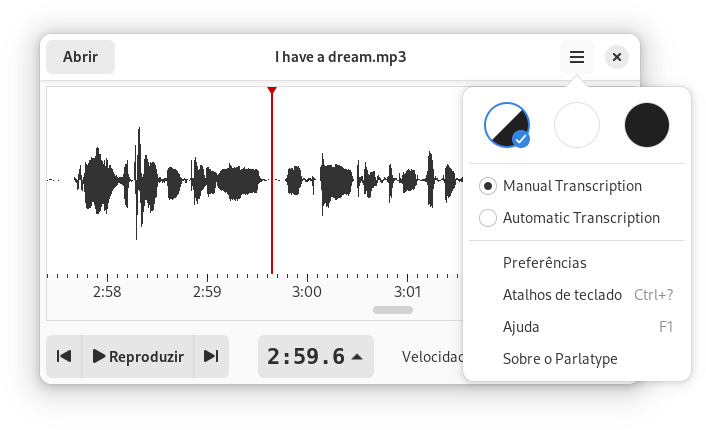 Abrir
I have a dream.mp3
Manual Transcription
Automatic Transcription
Preferências
Atalhos de teclado Ctrl+?
Ajuda F1
Sobre o Parlatype
2:58 2:59 3:00 3:01
Reproduzir
2:59.6